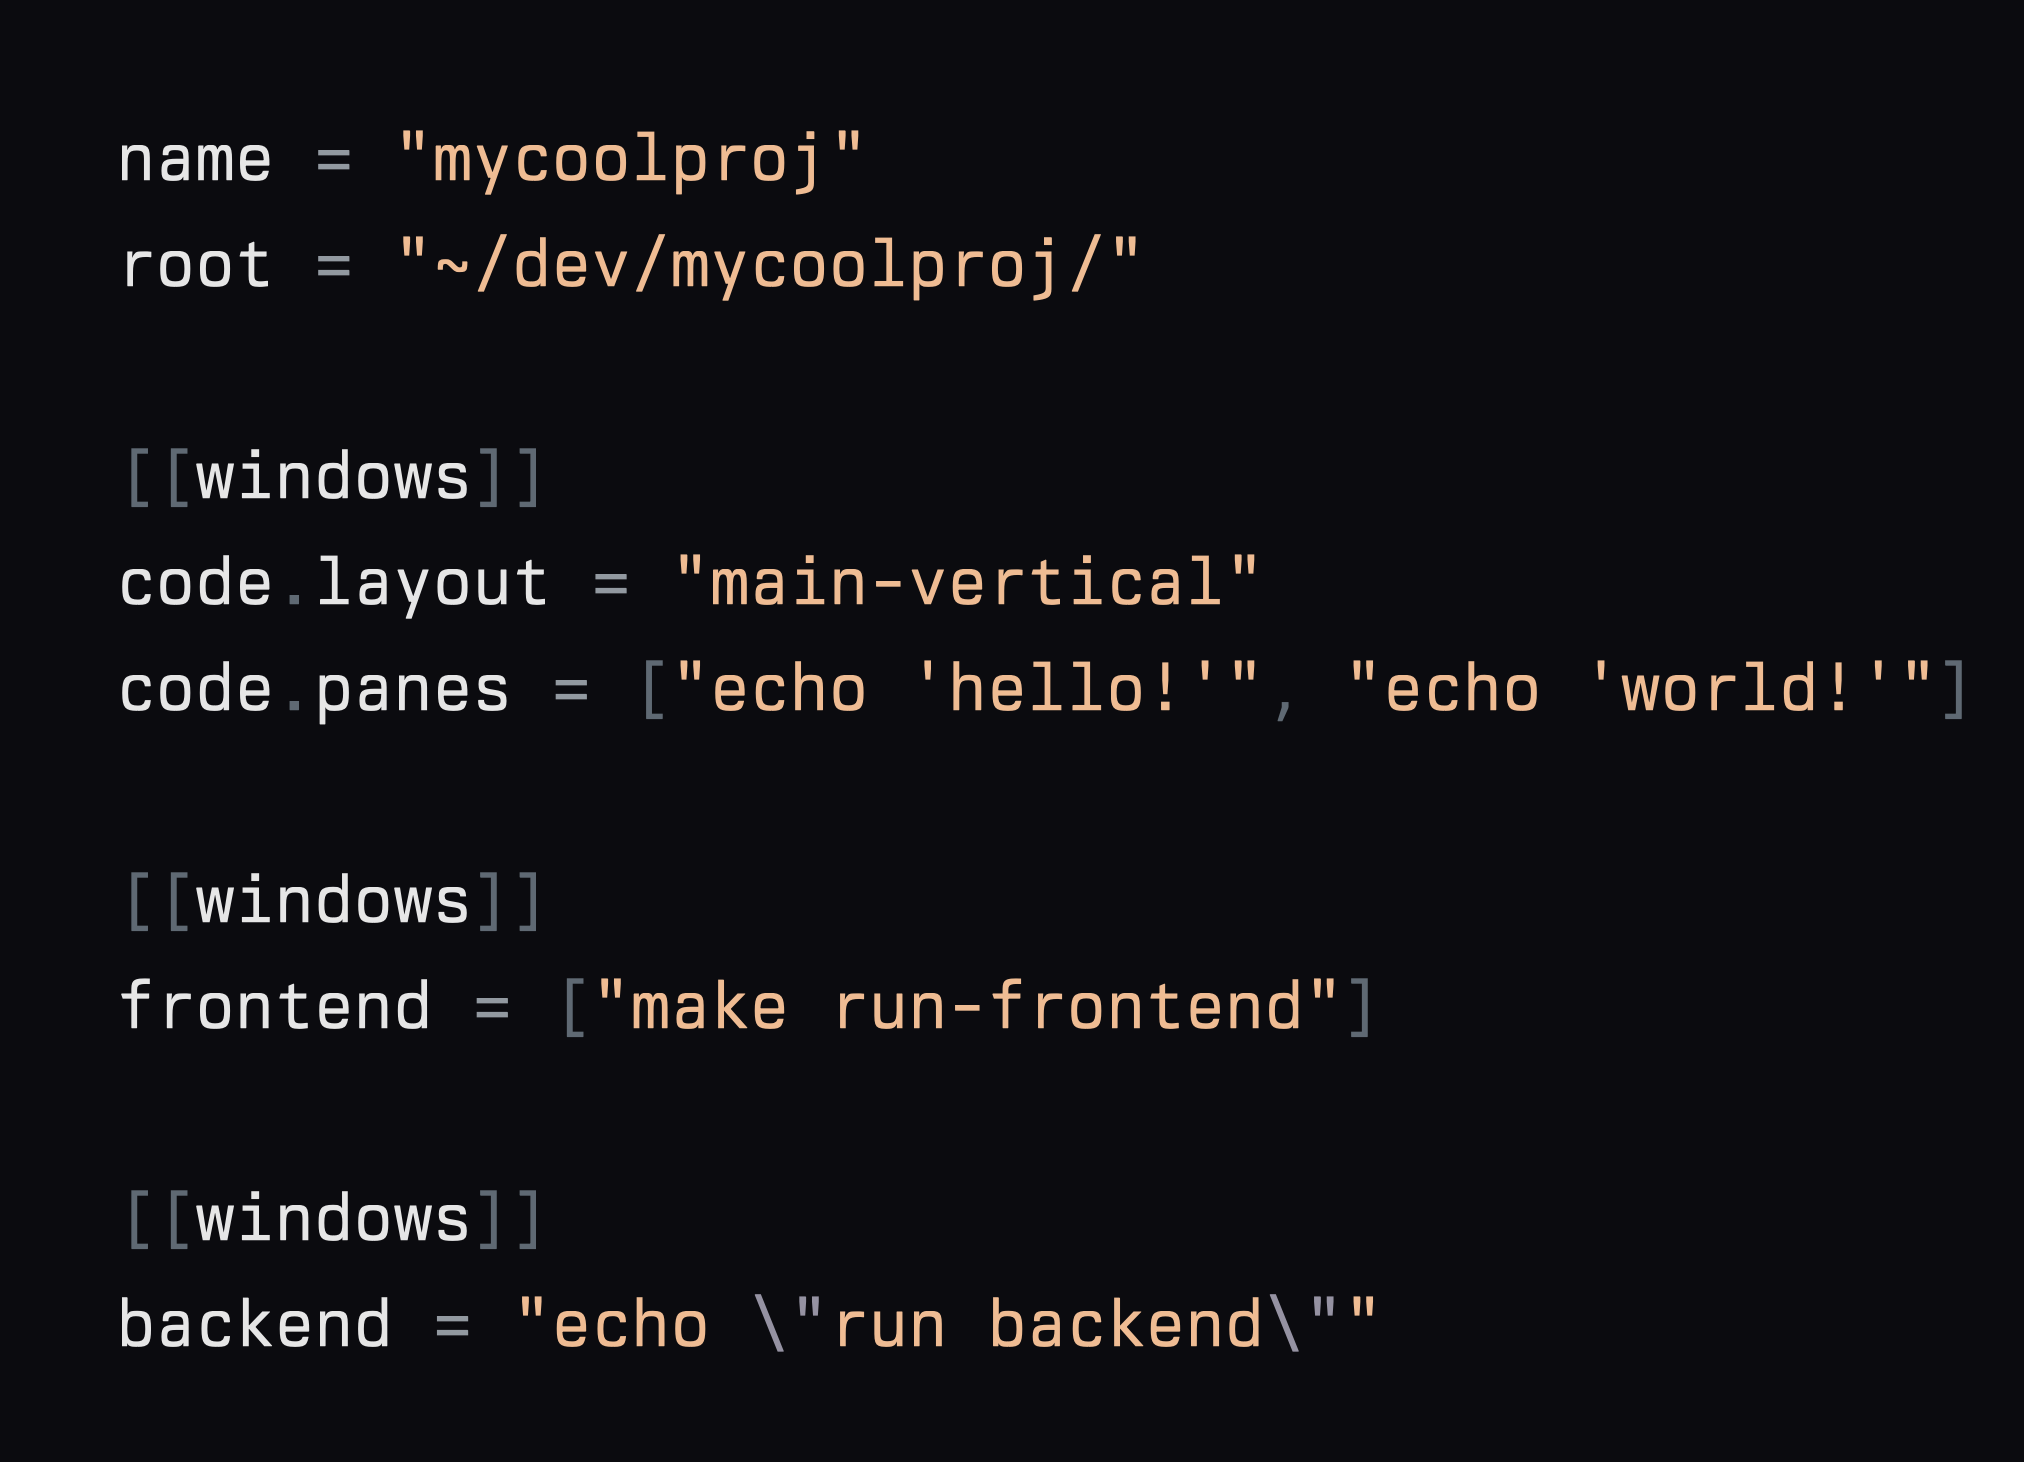 name = "mycoolproj"
root = "~/dev/mycoolproj/"
[[windows]]
code.layout = "main-vertical"
code.panes = ["echo 'hello!'", "echo 'world!'"]
[[windows]]
frontend = ["make run-frontend"]
[[windows]]
backend = "echo \"run backend\""